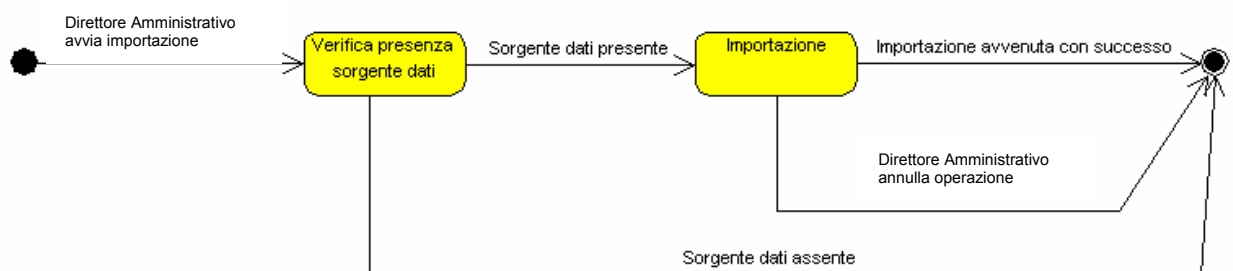 Direttore Amministrativo
avvia importazione
Verifica presenza
sorgente dati
Sorgente dati presente
Importazione
Importazione avvenuta con successo
Direttore Amministrativo
annulla operazione
Sorgente dati assente